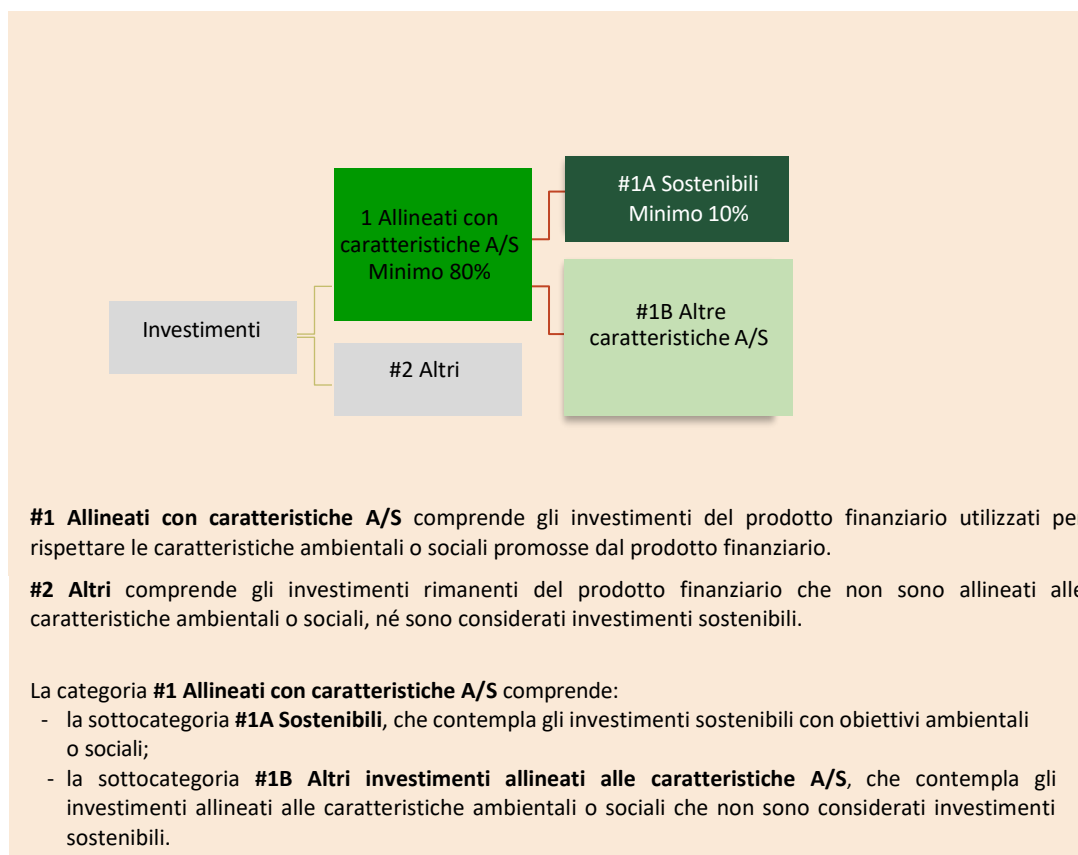 #1A Sostenibili
Minimo 10%
1 Allineati con
caratteristiche A/S
Minimo 80%
#1B Altre
caratteristiche A/S
Investimenti
#2 Altri
#1 Allineati con caratteristiche A/S comprende gli investimenti del prodotto finanziario utilizzati pe
rispettare le caratteristiche ambientali o sociali promosse dal prodotto finanziario.
#2 Altri comprende gli investimenti rimanenti del prodotto finanziario che non sono allineati alle
caratteristiche ambientali o sociali, né sono considerati investimenti sostenibili.
La categoria #1 Allineati con caratteristiche A/S comprende:
- la sottocategoria #1A Sostenibili, che contempla gli investimenti sostenibili con obiettivi ambientali
o sociali;
- la sottocategoria #1B Altri investimenti allineati alle caratteristiche A/S, che contempla gli
investimenti allineati alle caratteristiche ambientali o sociali che non sono considerati investimenti
sostenibili.